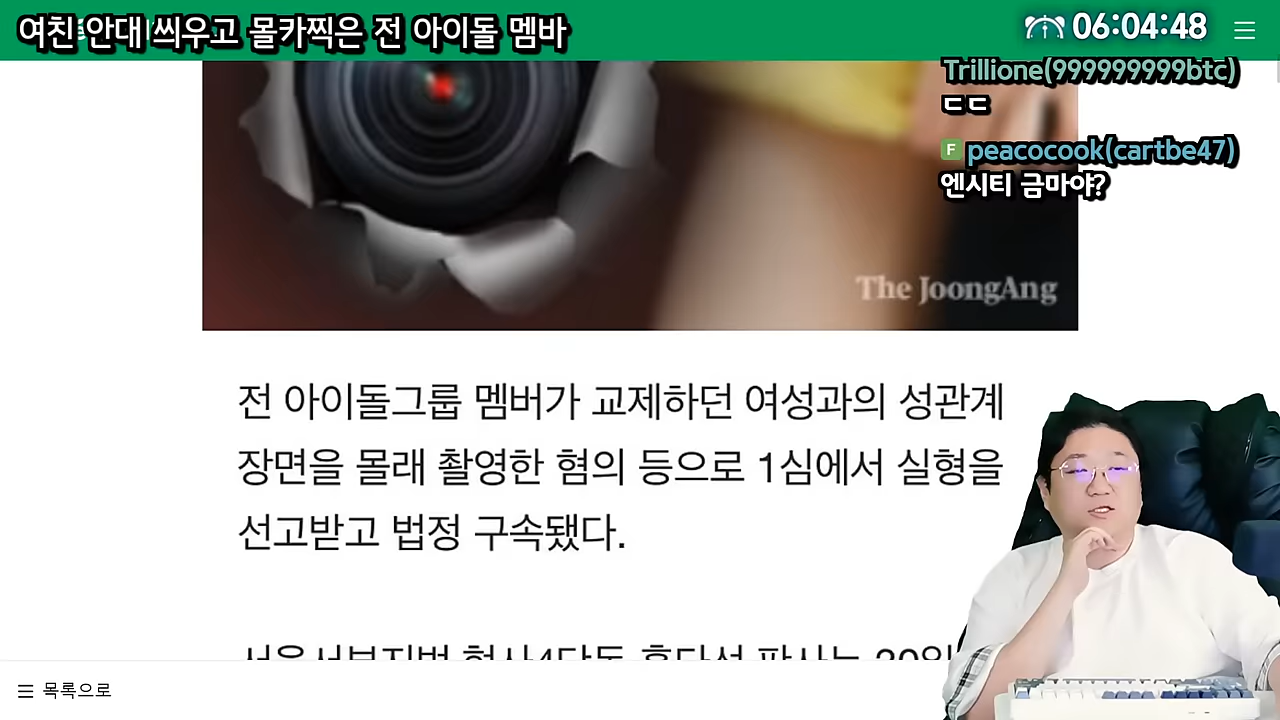 여친 안대 씌우고 몰카찍은 전 아이돌 멤바
06:04:48
Trillione(999999999btc)
ㄷㄷ
F peacocook(cartbe47)
엔시티 금마야?
The JoongAng
전 아이돌그룹 멤버가 교제하던 여성과의 성관계
장면을 몰래 촬영한 혐의 등으로 1심에서 실형을
선고받고 법정 구속됐다.
목록으로